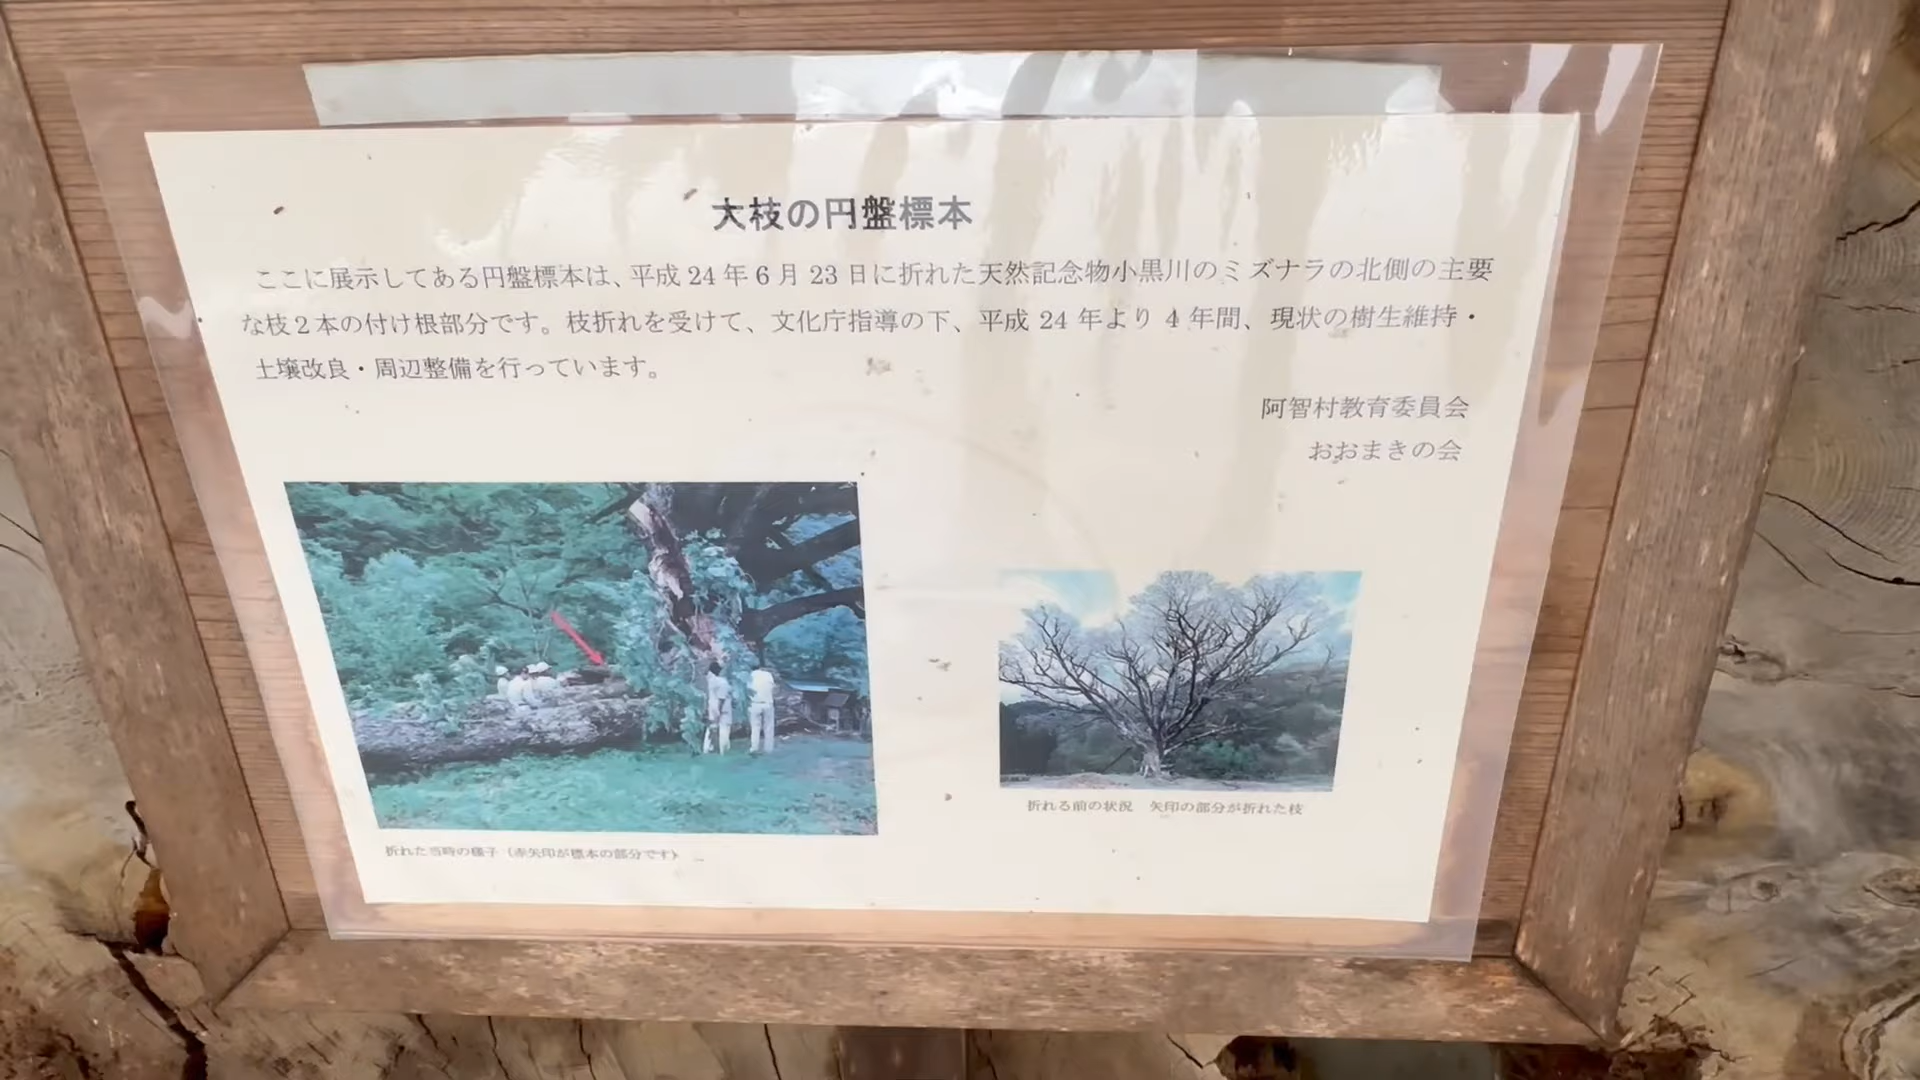 大枝の円盤標本
ここに展示してある円盤標本は、平成 24 年 6 月 23 日に折れた天然記念物小黒川のミズナラの北側の主要
な枝２本の付け根部分です。枝折れを受けて、文化庁指導の下、平成 24 年より 4 年間、現状の樹生維持・
土壌改良・周辺整備を行っています。
阿智村教育委員会
おおまきの会
折れる前の状況　矢印の部分が折れた枝
折れた当時の様子（赤矢印が標本の部分です）